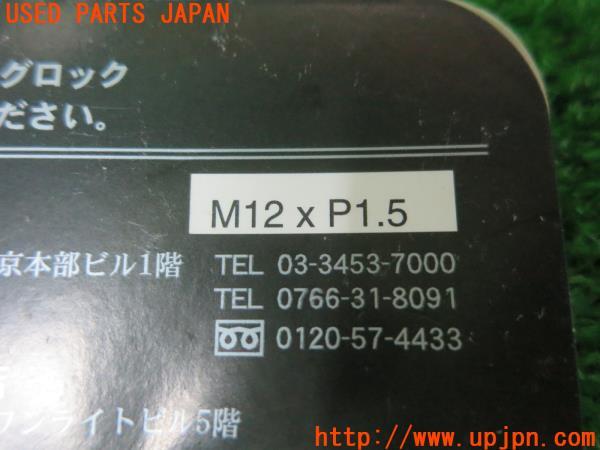 USED PARTS JAPAN
グロック
ださい。
M12 x P1.5
京本部ビル1階 TEL 03-3453-7000
TEL 0766-31-8091
0120-57-4433
ワンライトビル5階
UPJ
http://www.upjpn.com/